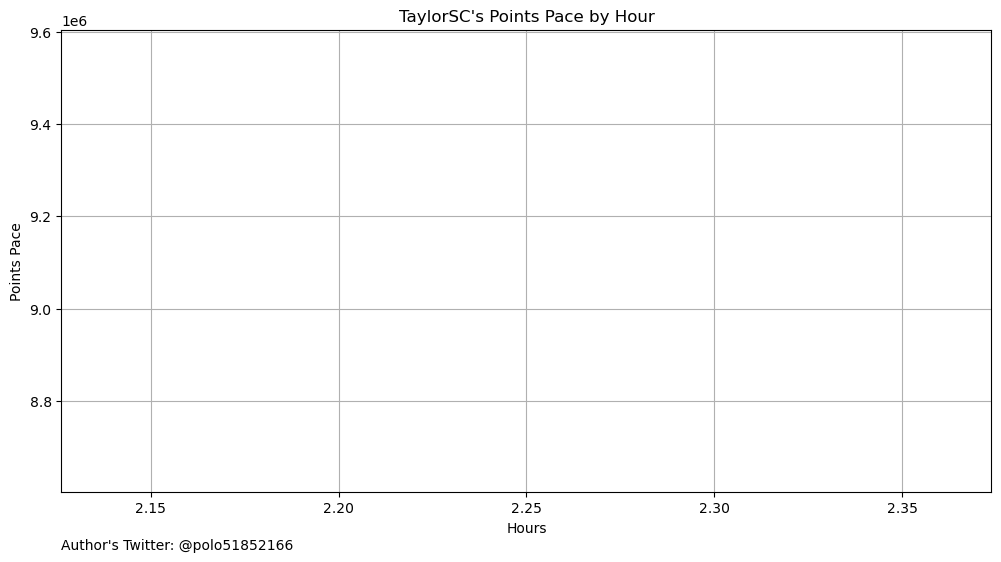 TaylorSC's Points Pace by Hour
1e6
9.6
9.4
9.2
9.0
8.8
Points Pace
2.15 2.20 2.25 2.30 2.35
Hours
Author's Twitter: @polo51852166